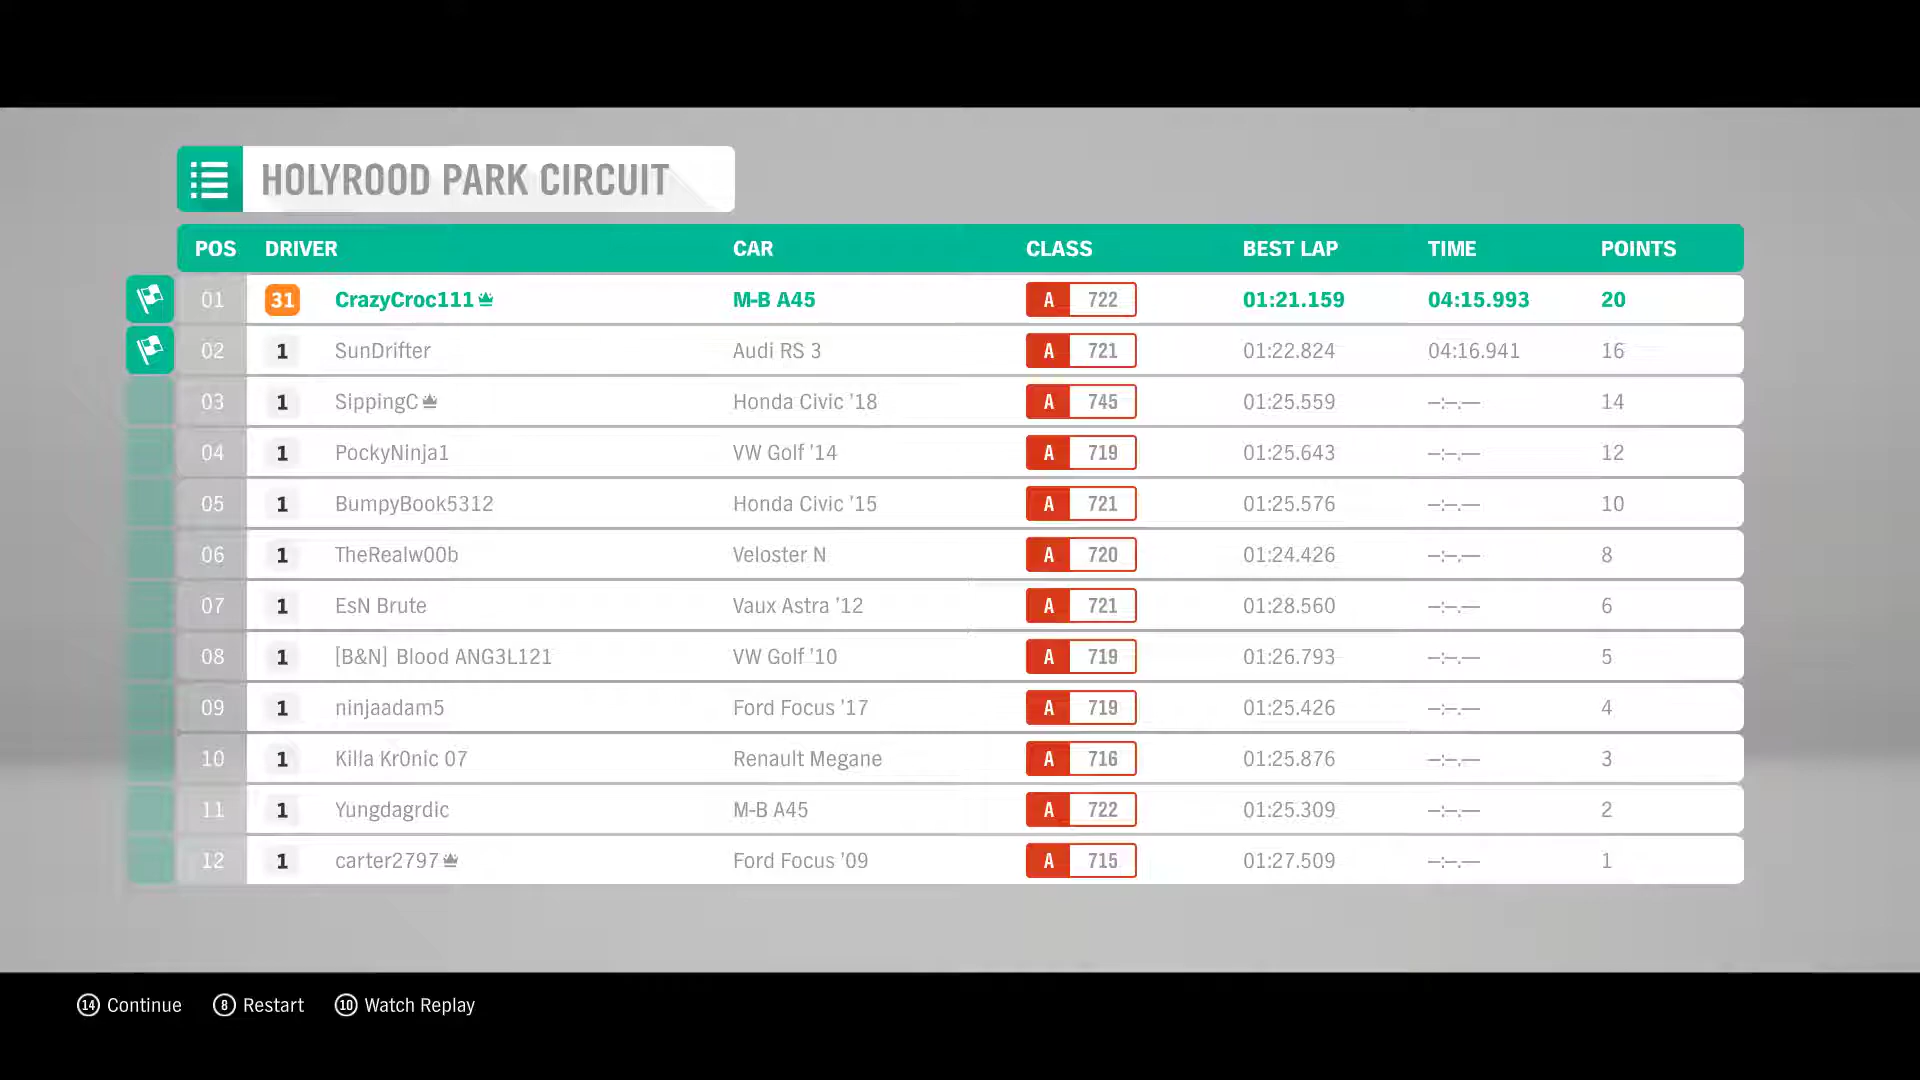 HOLYROOD PARK CIRCUIT
POS DRIVER CAR CLASS BEST LAP TIME POINTS
01 31 CrazyCroc111 M-B A45 A 722 01:21.159 04:15.993 20
02 1 SunDrifter Audi RS 3 A 721 01:22.824 04:16.941 16
03 1 SippingC Honda Civic '18 A 745 01:25.559 –:–.–– 14
04 1 PockyNinja1 VW Golf '14 A 719 01:25.643 –:–.–– 12
05 1 BumpyBook5312 Honda Civic '15 A 721 01:25.576 –:–.–– 10
06 1 TheRealw00b Veloster N A 720 01:24.426 –:–.–– 8
07 1 EsN Brute Vaux Astra '12 A 721 01:28.560 –:–.–– 6
08 1 [B&N] Blood ANG3L121 VW Golf '10 A 719 01:26.793 –:–.–– 5
09 1 ninjaadam5 Ford Focus '17 A 719 01:25.426 –:–.–– 4
10 1 Killa Kr0nic 07 Renault Megane A 716 01:25.876 –:–.–– 3
11 1 Yungdagrdic M-B A45 A 722 01:25.309 –:–.–– 2
12 1 carter2797 Ford Focus '09 A 715 01:27.509 –:–.–– 1
14 Continue 8 Restart 10 Watch Replay